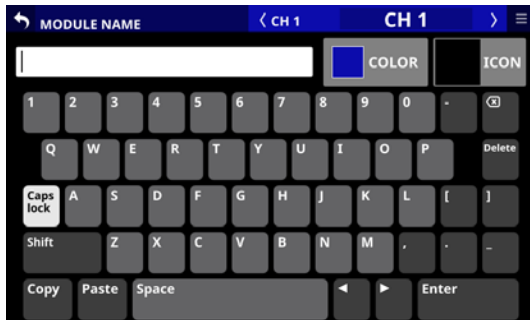 MODULE NAME
〈 CH 1
CH 1 〉 ≡
COLOR
ICON
1 2 3 4 5 6 7 8 9 0 -
Q W E R T Y U I O P Delete
Caps lock A S D F G H J K L [ ]
Shift Z X C V B N M , . _
Copy Paste Space ◀ ▶ Enter